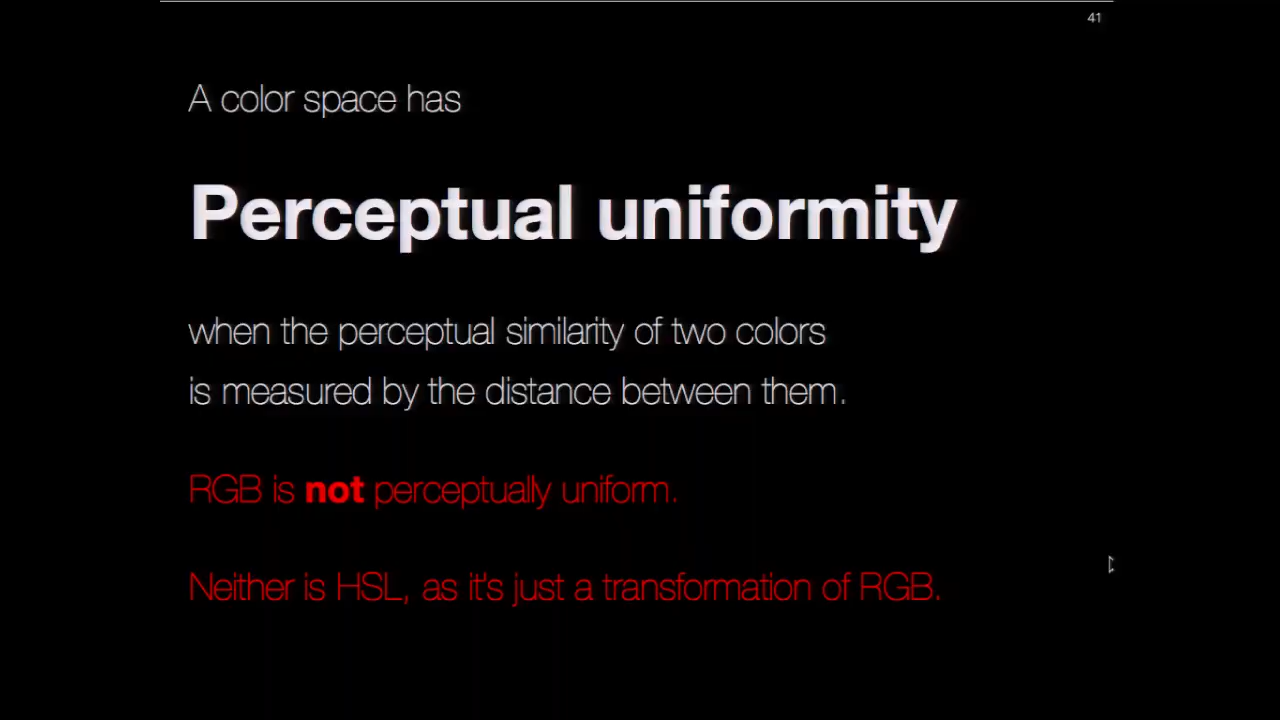 41
A color space has
Perceptual uniformity
when the perceptual similarity of two colors
is measured by the distance between them.
RGB is not perceptually uniform.
Neither is HSL, as it's just a transformation of RGB.